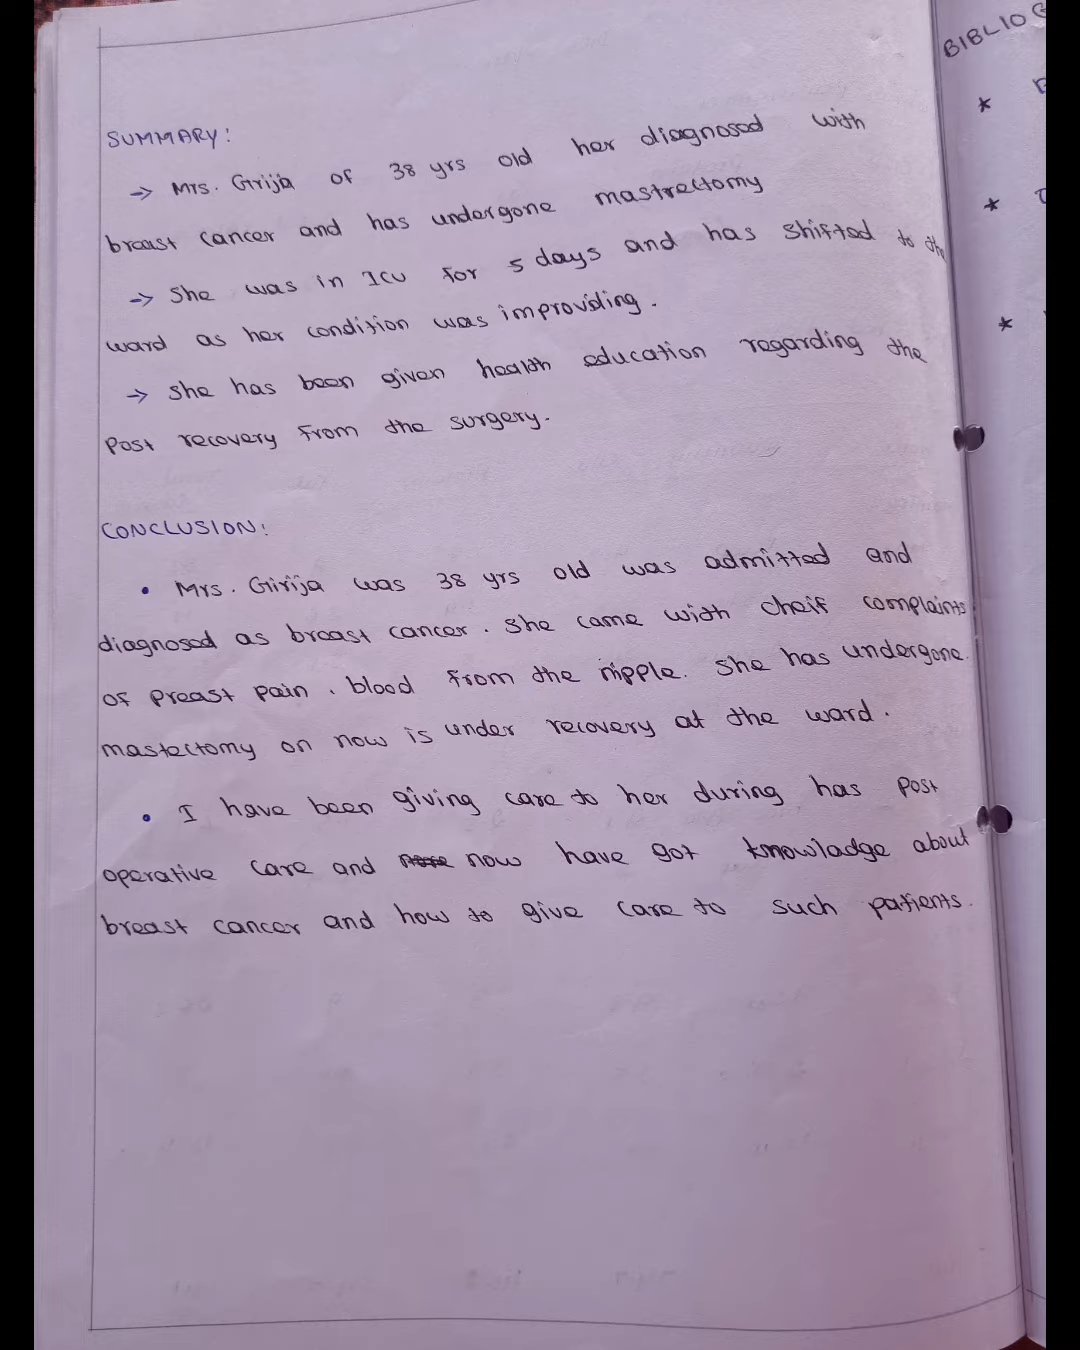 SUMMARY:
→ Mrs. Grija of 38 yrs old her diagnosed with
breast cancer and has undergone mastrectomy
→ She was in ICU for 5 days and has shifted to the
ward as her condition was improviding.
→ She has been given health education regarding the
Post recovery from the surgery.
CONCLUSION:
• Mrs. Girija was 38 yrs old was admitted and
diagnosed as breast cancer. She came with cheif complaints
of Preast pain, blood from the nipple. She has undergone.
mastectomy on now is under recovery at the ward.
• I have been giving care to her during has post
operative care and now have got knowladge about
breast cancer and how to give care to such patients.
BIBLIOG
*
*
*